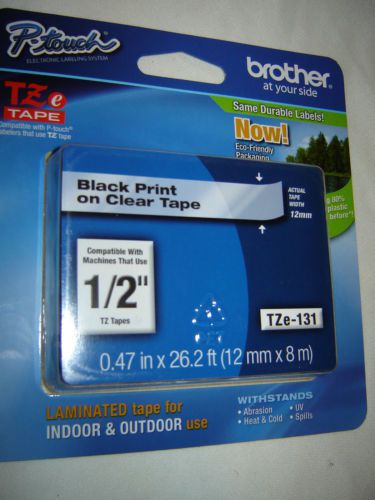 P-touch
ELECTRONIC LABELING SYSTEM
brother
at your side
TZe
TAPE
Compatible with P-touch
labelers that use TZ tape
Same Durable Labels!
Now!
Eco-Friendly
Packaging
80%
plastic
before*!
Black Print
on Clear Tape
ACTUAL
TAPE
WIDTH
12mm
Compatible With
Machines That Use
1/2"
TZ Tapes
TZe-131
0.47 in x 26.2 ft (12 mm x 8 m)
LAMINATED tape for
INDOOR & OUTDOOR use
WITHSTANDS
• Abrasion • UV
• Heat & Cold • Spills